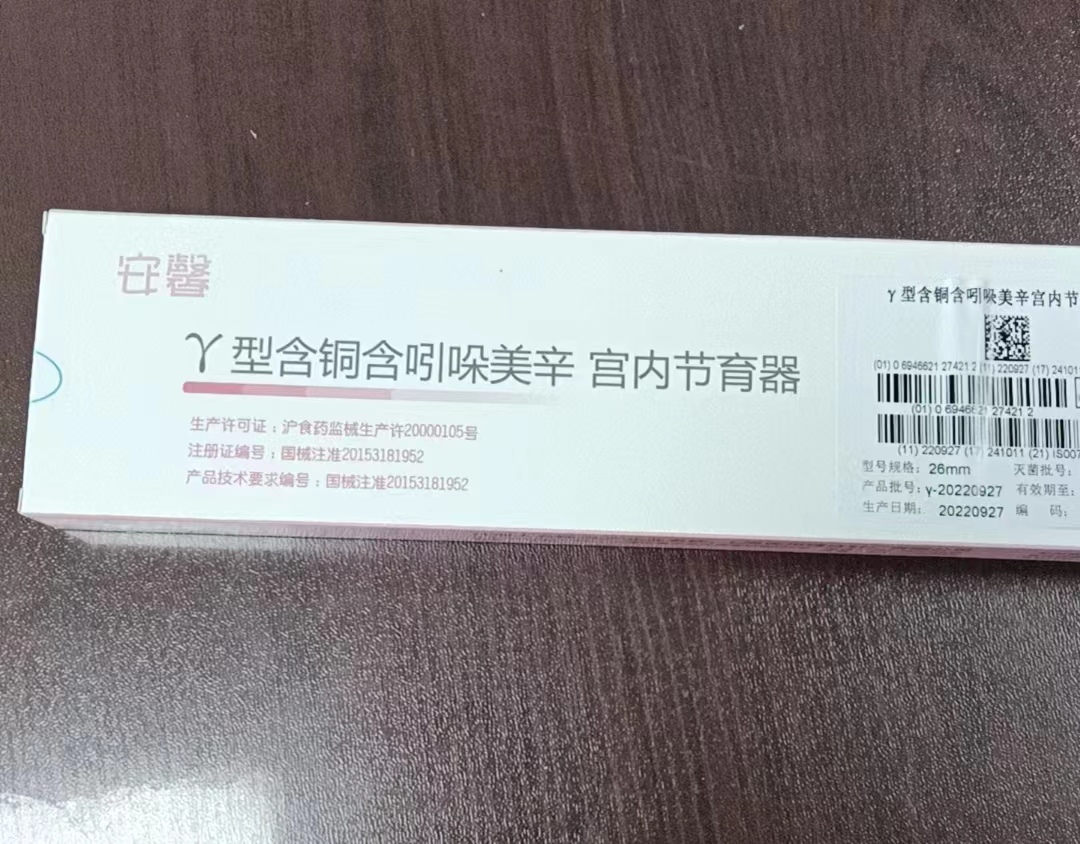 安馨
γ型含铜含吲哚美辛 宫内节育器
生产许可证：沪食药监械生产许20000105号
注册证编号：国械注准20153181952
产品技术要求编号：国械注准20153181952
γ型含铜含吲哚美辛宫内节
(01) 0 6946621 27421 2 (11) 220927 (17) 241011
(01) 0 6946621 27421 2
(11) 220927 (17) 241011 (21) IS007
型号规格：26mm 灭菌批号：
产品批号：γ-20220927 有效期至：
生产日期：20220927 编 码：